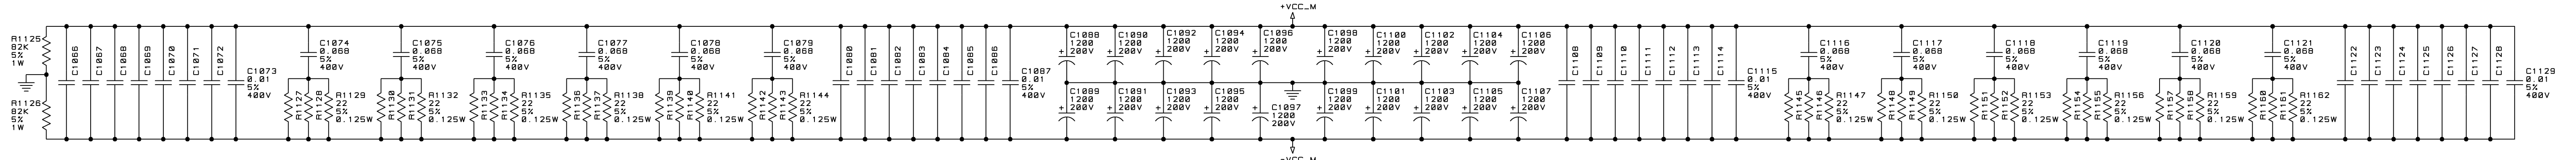 +VCC_M
R1125
82K
5%
1W
R1126
82K
5%
1W
C1066
C1067
C1068
C1069
C1070
C1071
C1072
C1073
0.01
5%
400V
C1074
0.068
5%
400V
R1127
R1128
R1129
22
5%
0.125W
C1075
0.068
5%
400V
R1130
R1131
R1132
22
5%
0.125W
C1076
0.068
5%
400V
R1133
R1134
R1135
22
5%
0.125W
C1077
0.068
5%
400V
R1136
R1137
R1138
22
5%
0.125W
C1078
0.068
5%
400V
R1139
R1140
R1141
22
5%
0.125W
C1079
0.068
5%
400V
R1142
R1143
R1144
22
5%
0.125W
C1080
C1081
C1082
C1083
C1084
C1085
C1086
C1087
0.01
5%
400V
C1088
1200
+ 200V
C1090
1200
+ 200V
C1092
1200
+ 200V
C1094
1200
+ 200V
C1096
1200
+ 200V
C1098
1200
+ 200V
C1100
1200
+ 200V
C1102
1200
+ 200V
C1104
1200
+ 200V
C1106
1200
+ 200V
C1089
1200
+ 200V
C1091
1200
+ 200V
C1093
1200
+ 200V
C1095
1200
+ 200V
+ C1097
1200
200V
C1099
1200
+ 200V
C1101
1200
+ 200V
C1103
1200
+ 200V
C1105
1200
+ 200V
C1107
1200
+ 200V
C1108
C1109
C1110
C1111
C1112
C1113
C1114
C1115
0.01
5%
400V
C1116
0.068
5%
400V
R1145
R1146
R1147
22
5%
0.125W
C1117
0.068
5%
400V
R1148
R1149
R1150
22
5%
0.125W
C1118
0.068
5%
400V
R1151
R1152
R1153
22
5%
0.125W
C1119
0.068
5%
400V
R1154
R1155
R1156
22
5%
0.125W
C1120
0.068
5%
400V
R1157
R1158
R1159
22
5%
0.125W
C1121
0.068
5%
400V
R1160
R1161
R1162
22
5%
0.125W
C1122
C1123
C1124
C1125
C1126
C1127
C1128
C1129
0.01
5%
400V
-VCC_M